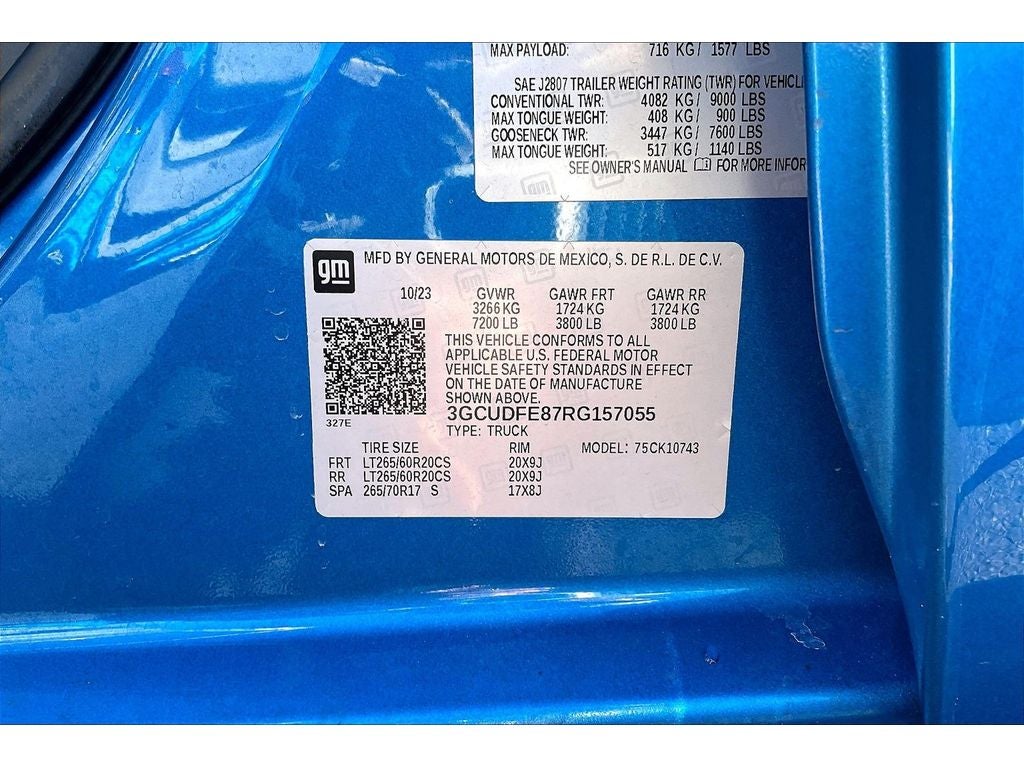 MAX PAYLOAD: 716 KG/ 1577 LBS
SAE J2807 TRAILER WEIGHT RATING (TWR) FOR VEHICL
CONVENTIONAL TWR: 4082 KG/ 9000 LBS
MAX TONGUE WEIGHT: 408 KG/ 900 LBS
GOOSENECK TWR: 3447 KG/ 7600 LBS
MAX TONGUE WEIGHT: 517 KG/ 1140 LBS
SEE OWNER'S MANUAL FOR MORE INFOR
gm MFD BY GENERAL MOTORS DE MEXICO, S. DE R.L. DE C.V.
10/23 GVWR GAWR FRT GAWR RR
3266 KG 1724 KG 1724 KG
7200 LB 3800 LB 3800 LB
THIS VEHICLE CONFORMS TO ALL
APPLICABLE U.S. FEDERAL MOTOR
VEHICLE SAFETY STANDARDS IN EFFECT
ON THE DATE OF MANUFACTURE
SHOWN ABOVE.
3GCUDFE87RG157055
327E
TYPE: TRUCK
TIRE SIZE RIM MODEL: 75CK10743
FRT LT265/60R20CS 20X9J
RR LT265/60R20CS 20X9J
SPA 265/70R17 S 17X8J